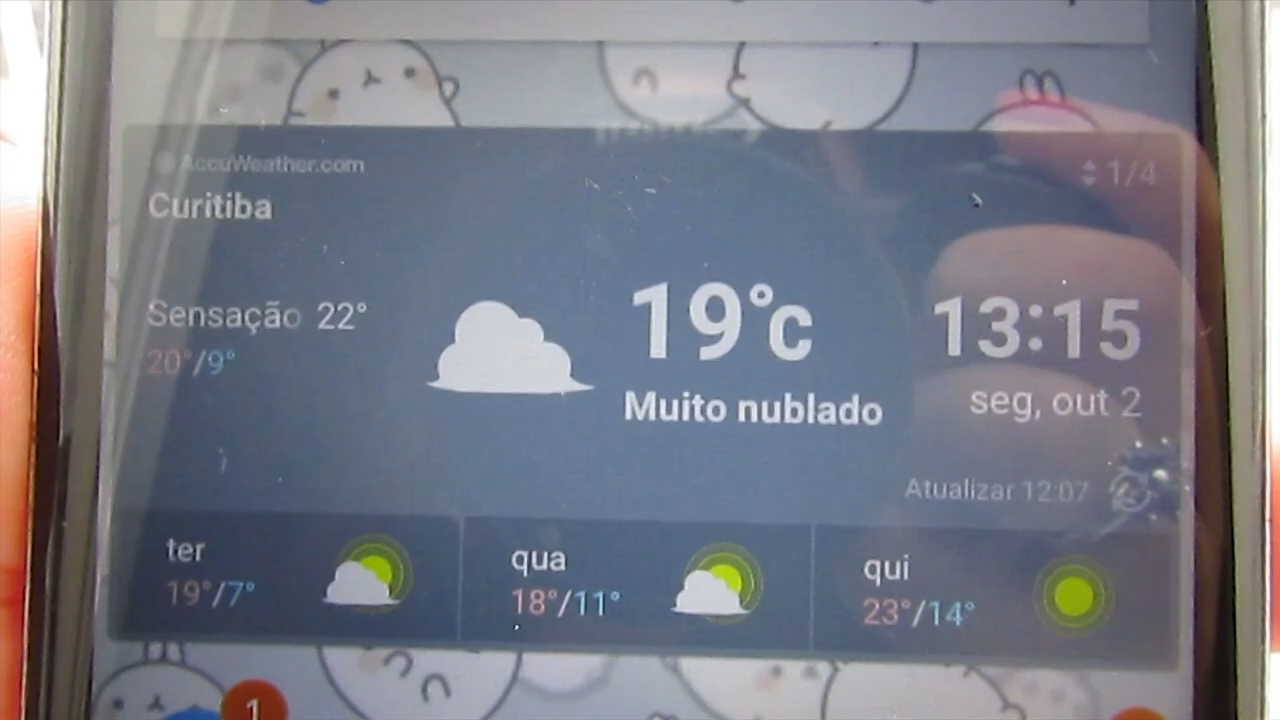 AccuWeather.com
1/4
Curitiba
Sensação 22°
20°/9°
19°c
Muito nublado
13:15
seg, out 2
Atualizar 12:07
ter
19°/7°
qua
18°/11°
qui
23°/14°
1